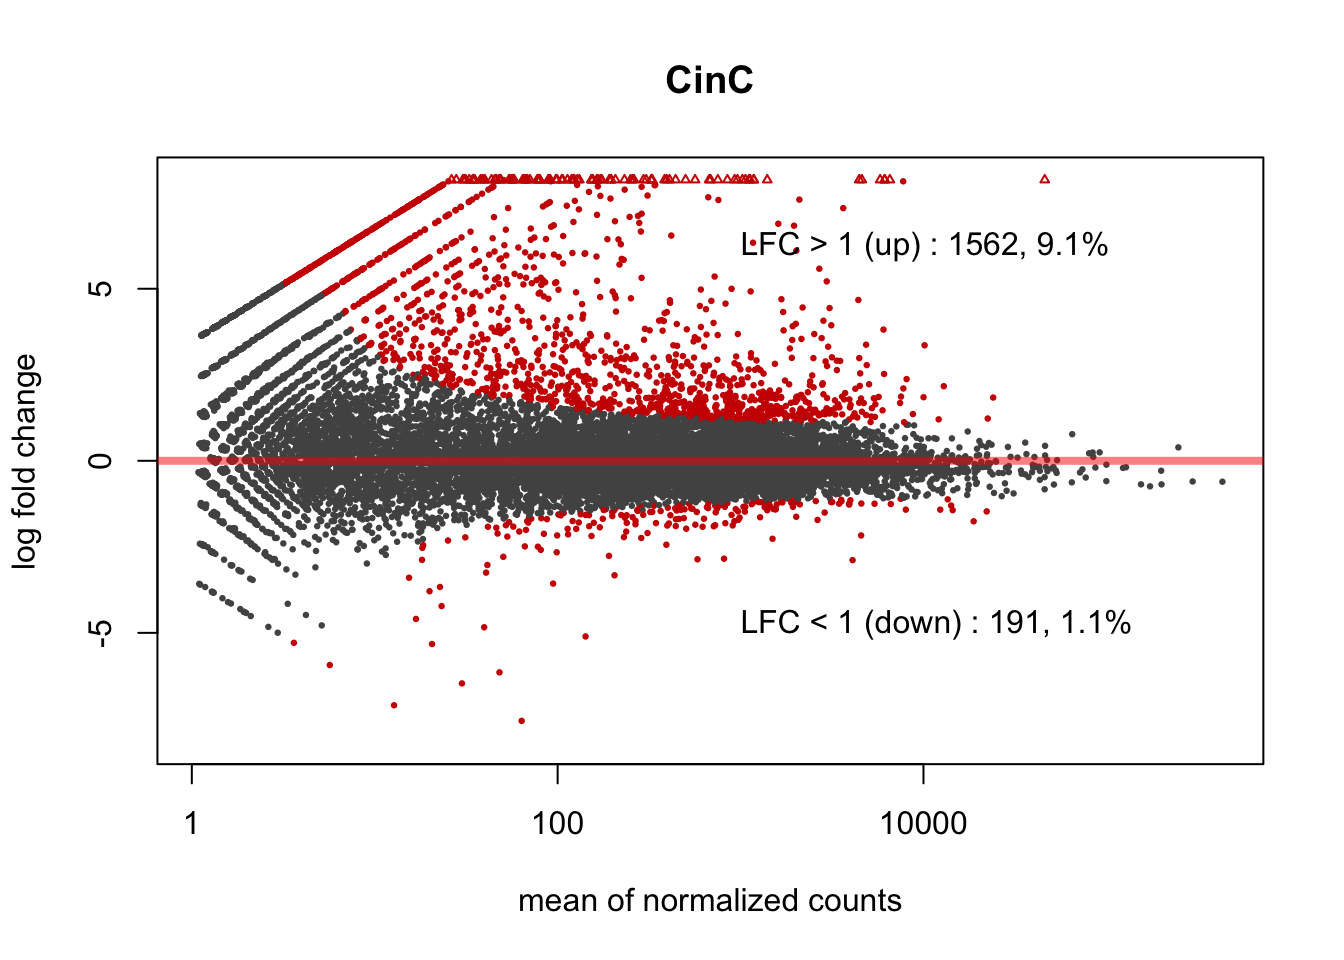 CinC
LFC > 1 (up) : 1562, 9.1%
LFC < 1 (down) : 191, 1.1%
log fold change
5
0
-5
1
100
10000
mean of normalized counts